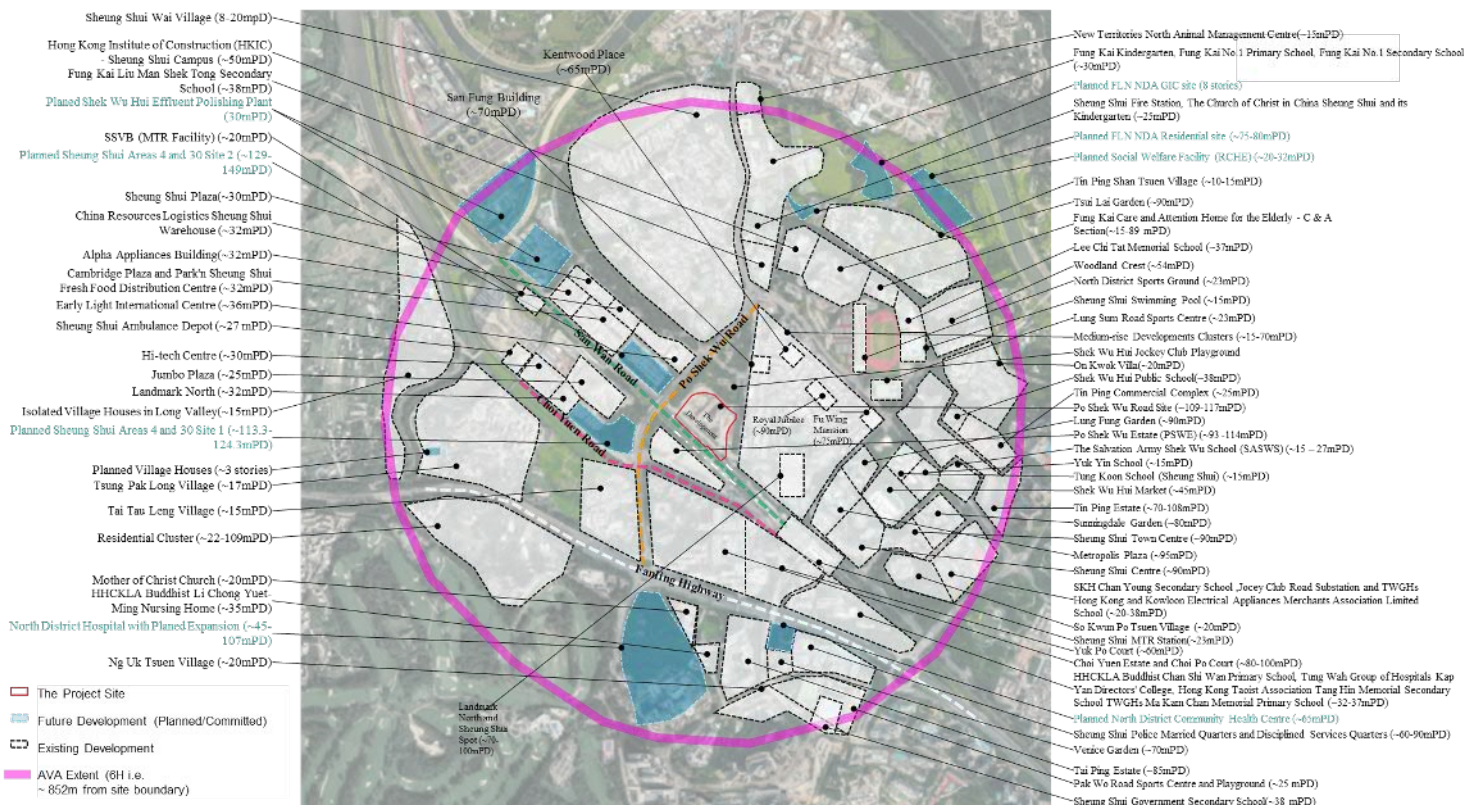 Sheung Shui Wai Village (8-20mpD)
Hong Kong Institute of Construction (HKIC)
- Sheung Shui Campus (~50mPD)
Fung Kai Liu Man Shek Tong Secondary
School (~38mPD)
Planed Shek Wu Hui Effluent Polishing Plant
(30mPD)
SSVB (MTR Facility) (~20mPD)
Planned Sheung Shui Areas 4 and 30 Site 2 (~129-
149mPD)
Sheung Shui Plaza(~30mPD)
China Resources Logistics Sheung Shui
Warehouse (~32mPD)
Alpha Appliances Building(~32mPD)
Cambridge Plaza and Park'n Sheung Shui
Fresh Food Distribution Centre (~32mPD)
Early Light International Centre (~36mPD)
Sheung Shui Ambulance Depot (~27 mPD)
Hi-tech Centre (~30mPD)
Jumbo Plaza (~25mPD)
Landmark North (~32mPD)
Isolated Village Houses in Long Valley(~15mPD)
Planned Sheung Shui Areas 4 and 30 Site 1 (~113.3-
124.3mPD)
Planned Village Houses (~3 stories)
Tsung Pak Long Village (~17mPD)
Tai Tau Leng Village (~15mPD)
Residential Cluster (~22-109mPD)
Mother of Christ Church (~20mPD)
HHCKLA Buddhist Li Chong Yuet-
Ming Nursing Home (~35mPD)
North District Hospital with Planed Expansion (~45-
107mPD)
Ng Uk Tsuen Village (~20mPD)
The Project Site
Future Development (Planned/Committed)
Existing Development
AVA Extent (6H i.e.
~ 852m from site boundary)
Kentwood Place
(~65mPD)
San Fung Building
(~70mPD)
San Wan Road
Po Shek Wu Road
Choi Yuen Road
The
Development
Royal Jubilee
(~90mPD)
Fu Wing
Mansion
(~75mPD)
Fanling Highway
Landmark
North and
Sheung Shui
Spot (~70-
100mPD)
New Territories North Animal Management Centre(~15mPD)
Fung Kai Kindergarten, Fung Kai No.1 Primary School, Fung Kai No.1 Secondary School
(~30mPD)
Planned FLN NDA GIC site (8 stories)
Sheung Shui Fire Station, The Church of Christ in China Sheung Shui and its
Kindergarten (~25mPD)
Planned FLN NDA Residential site (~75-80mPD)
Planned Social Welfare Facility (RCHE) (~20-32mPD)
Tin Ping Shan Tsuen Village (~10-15mPD)
Tsui Lai Garden (~90mPD)
Fung Kai Care and Attention Home for the Elderly - C & A
Section(~15-89 mPD)
Lee Chi Tat Memorial School (~37mPD)
Woodland Crest (~54mPD)
North District Sports Ground (~23mPD)
Sheung Shui Swimming Pool (~15mPD)
Lung Sum Road Sports Centre (~23mPD)
Medium-rise Developments Clusters (~15-70mPD)
Shek Wu Hui Jockey Club Playground
On Kwok Villa(~20mPD)
Shek Wu Hui Public School(~38mPD)
Tin Ping Commercial Complex (~25mPD)
Po Shek Wu Road Site (~109-117mPD)
Lung Fung Garden (~90mPD)
Po Shek Wu Estate (PSWE) (~93 -114mPD)
The Salvation Army Shek Wu School (SASWS) (~15 – 27mPD)
Yuk Yin School (~15mPD)
Tung Koon School (Sheung Shui) (~15mPD)
Shek Wu Hui Market (~45mPD)
Tin Ping Estate (~70-108mPD)
Sunningdale Garden (~80mPD)
Sheung Shui Town Centre (~90mPD)
Metropolis Plaza (~95mPD)
Sheung Shui Centre (~90mPD)
SKH Chan Young Secondary School ,Jocey Club Road Substation and TWGHs
Hong Kong and Kowloon Electrical Appliances Merchants Association Limited
School (~20-38mPD)
So Kwun Po Tsuen Village (~20mPD)
Sheung Shui MTR Station(~23mPD)
Yuk Po Court (~60mPD)
Choi Yuen Estate and Choi Po Court (~80-100mPD)
HHCKLA Buddhist Chan Shi Wan Primary School, Tung Wah Group of Hospitals Kap
Yan Directors' College, Hong Kong Taoist Association Tang Hin Memorial Secondary
School TWGHs Ma Kam Chan Memorial Primary School (~32-37mPD)
Planned North District Community Health Centre (~65mPD)
Sheung Shui Police Married Quarters and Disciplined Services Quarters (~60-90mPD)
Venice Garden (~70mPD)
Tai Ping Estate (~85mPD)
Pak Wo Road Sports Centre and Playground (~25 mPD)
Sheung Shui Government Secondary School(~38 mPD)